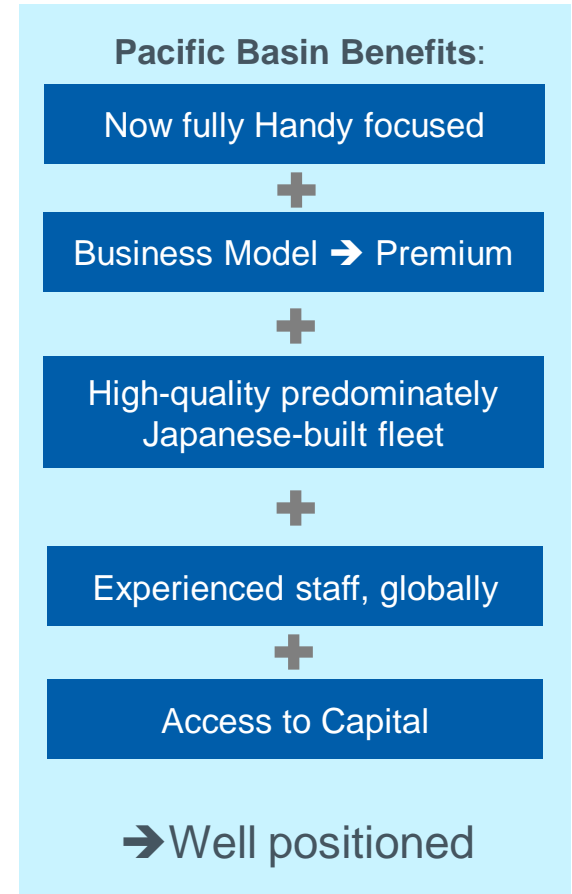 Pacific Basin Benefits:
Now fully Handy focused
+
Business Model ➔ Premium
+
High-quality predominately
Japanese-built fleet
+
Experienced staff, globally
+
Access to Capital
➔Well positioned